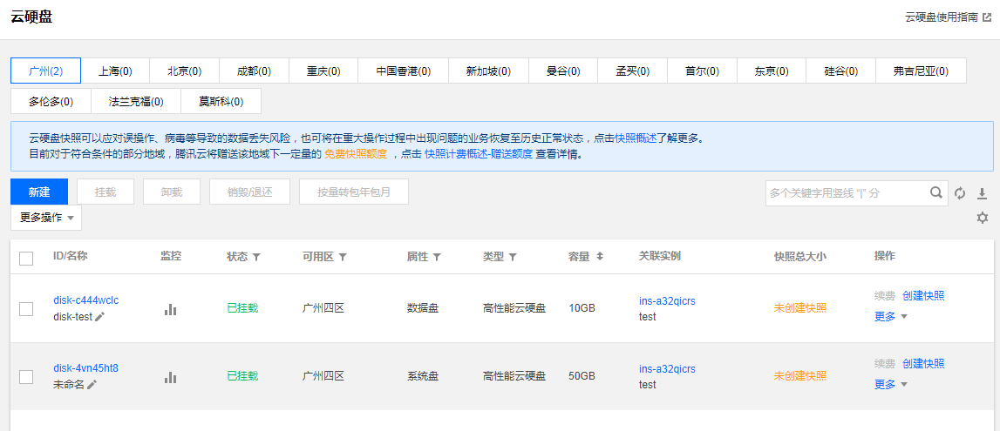 云硬盘
云硬盘使用指南
广州(2) 上海(0) 北京(0) 成都(0) 重庆(0) 中国香港(0) 新加坡(0) 曼谷(0) 孟买(0) 首尔(0) 东京(0) 硅谷(0) 弗吉尼亚(0)
多伦多(0) 法兰克福(0) 莫斯科(0)
云硬盘快照可以应对误操作、病毒等导致的数据丢失风险，也可将在重大操作过程中出现问题的业务恢复至历史正常状态，点击快照概述了解更多。
目前对于符合条件的部分地域，腾讯云将赠送该地域下一定量的 免费快照额度 ，点击 快照计费概述-赠送额度 查看详情。
新建 挂载 卸载 销毁/退还 按量转包年包月 多个关键字用竖线 "|" 分
更多操作
ID/名称 监控 状态 可用区 属性 类型 容量 关联实例 快照总大小 操作
disk-c444wclc
disk-test
已挂载 广州四区 数据盘 高性能云硬盘 10GB
ins-a32qicrs
test
未创建快照
续费 创建快照
更多
disk-4vn45ht8
未命名
已挂载 广州四区 系统盘 高性能云硬盘 50GB
ins-a32qicrs
test
未创建快照
续费 创建快照
更多